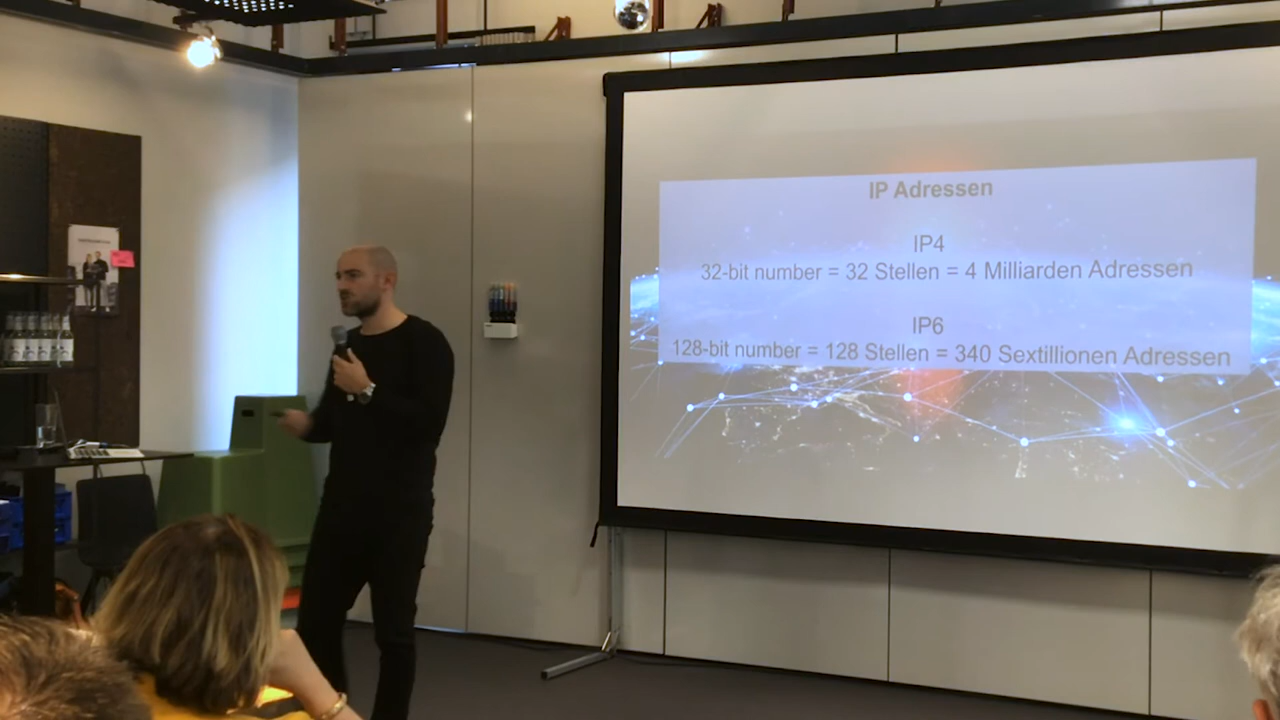 IP Adressen
IP4
32-bit number = 32 Stellen = 4 Milliarden Adressen
IP6
128-bit number = 128 Stellen = 340 Sextillionen Adressen